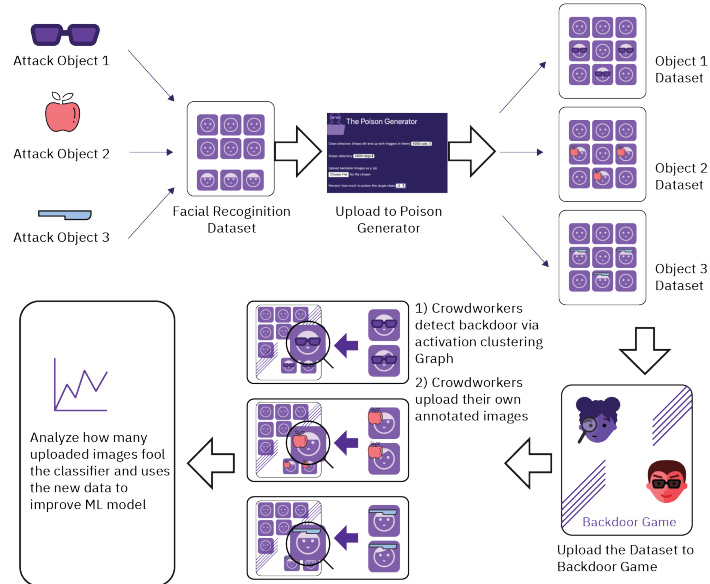 Attack Object 1
Attack Object 2
Attack Object 3
Facial Recoginition
Dataset
The Poison Generator
Upload to Poison
Generator
Object 1
Dataset
Object 2
Dataset
Object 3
Dataset
Backdoor Game
Upload the Dataset to
Backdoor Game
1) Crowdworkers
detect backdoor via
activation clustering
Graph
2) Crowdworkers
upload their own
annotated images
Analyze how many
uploaded images fool
the classifier and uses
the new data to
improve ML model